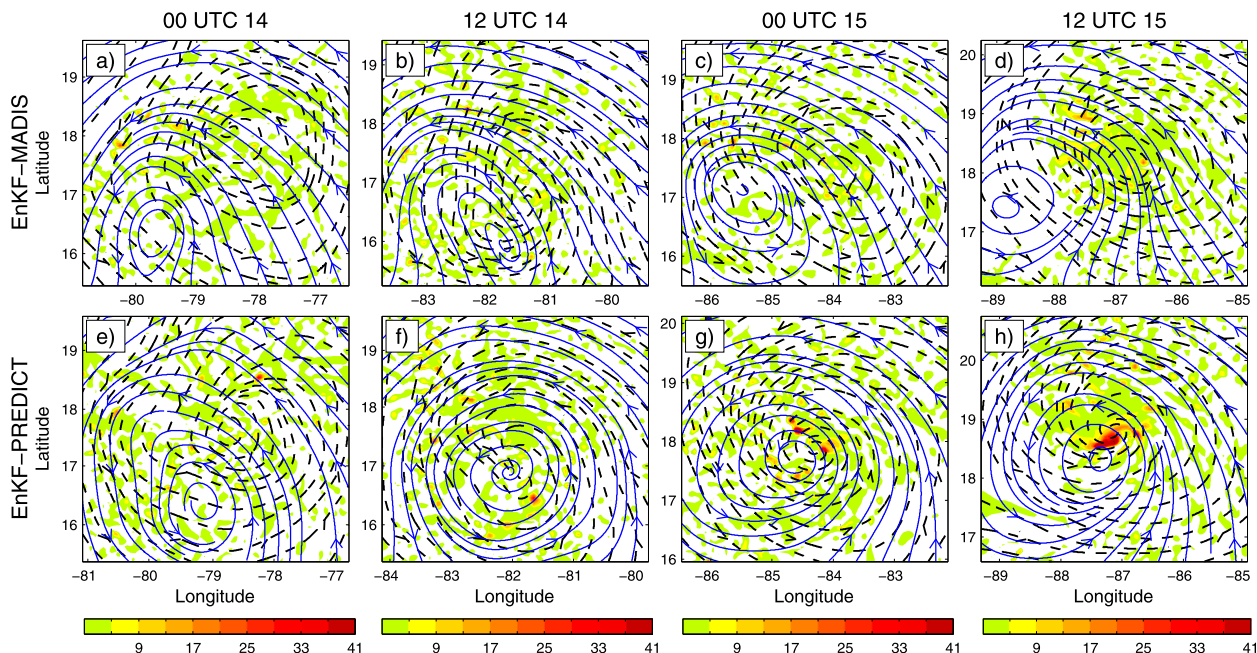 00 UTC 14 12 UTC 14 00 UTC 15 12 UTC 15
EnKF−MADIS
Latitude
a)
19
18
17
16
−80 −79 −78 −77
b)
19
18
17
16
−83 −82 −81 −80
c)
19
18
17
16
−86 −85 −84 −83
d)
20
19
18
17
−89 −88 −87 −86 −85
EnKF−PREDICT
Latitude
e)
19
18
17
16
−81 −80 −79 −78 −77
Longitude
f)
19
18
17
16
−84 −83 −82 −81 −80
Longitude
g)
20
19
18
17
16
−86 −85 −84 −83
Longitude
h)
20
19
18
17
−89 −88 −87 −86 −85
Longitude
9 17 25 33 41
9 17 25 33 41
9 17 25 33 41
9 17 25 33 41